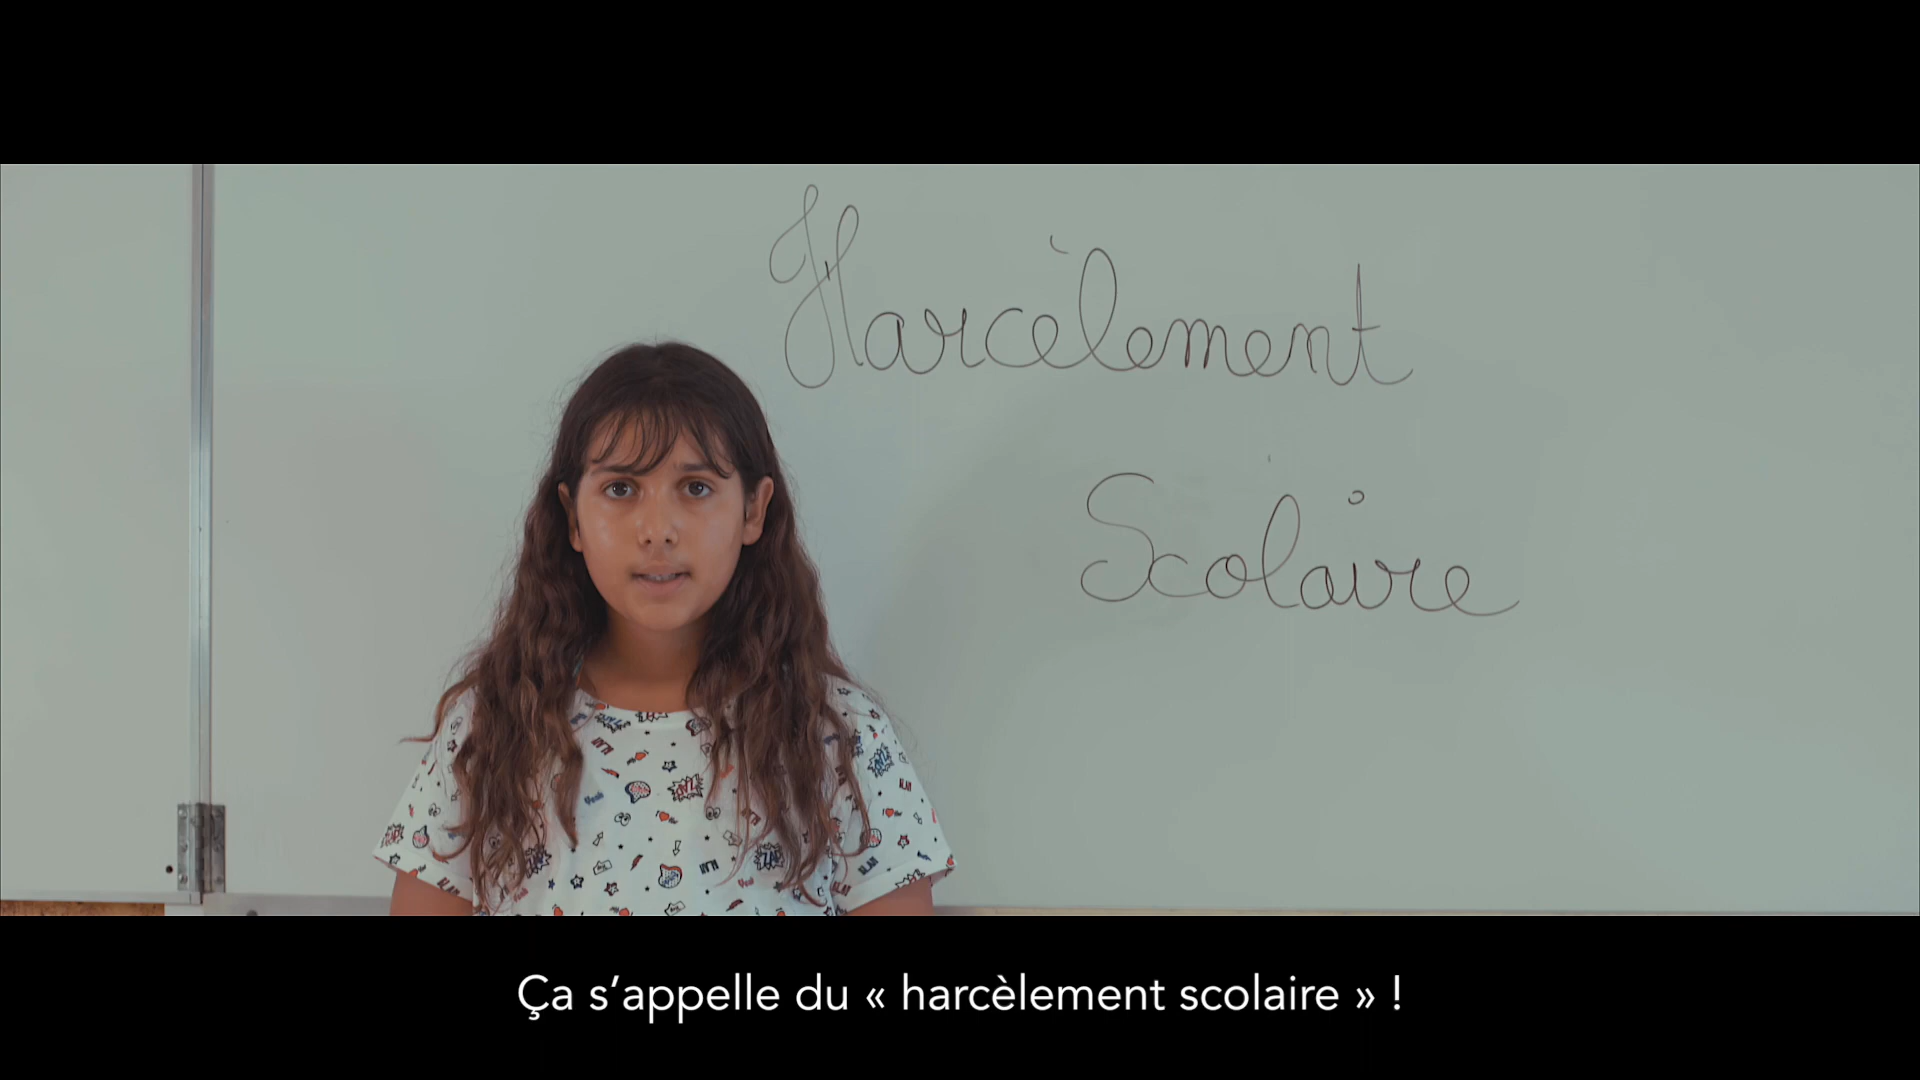 Harcèlement
Scolaire
Ça s’appelle du « harcèlement scolaire » !